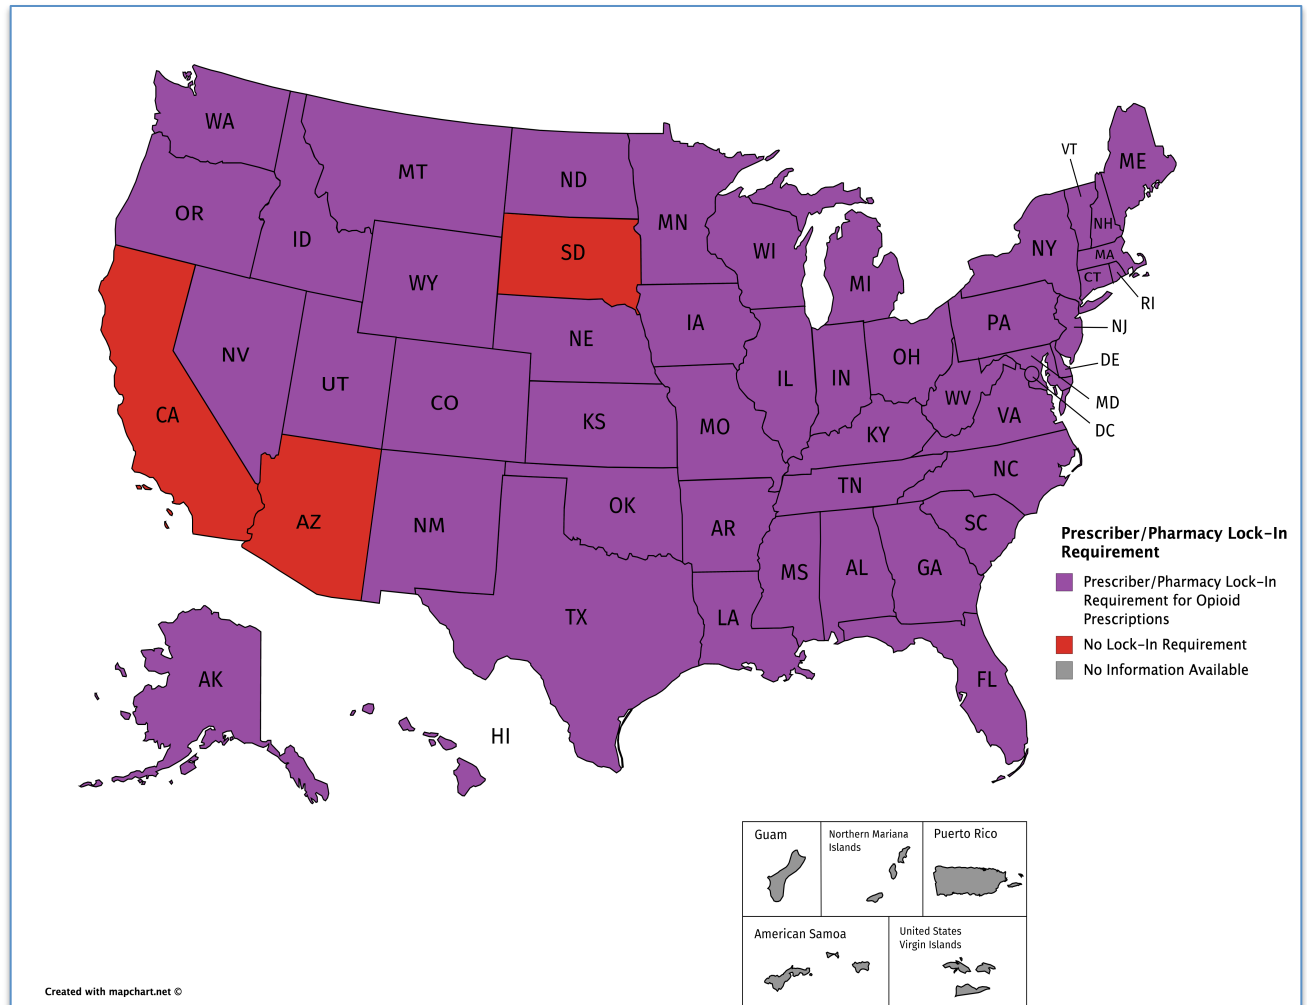 WA
MT
ND
MN
VT
ME
OR
ID
SD
WI
MI
NY
NH
MA
CT
RI
WY
NE
IA
PA
NJ
NV
UT
CO
KS
MO
IL
IN
OH
WV
VA
DE
MD
DC
CA
KY
NC
AZ
NM
OK
AR
TN
SC
MS
AL
GA
TX
LA
FL
AK
HI
Prescriber/Pharmacy Lock-In
Requirement
Prescriber/Pharmacy Lock-In
Requirement for Opioid
Prescriptions
No Lock-In Requirement
No Information Available
Guam
Northern Mariana
Islands
Puerto Rico
American Samoa
United States
Virgin Islands
Created with mapchart.net ©